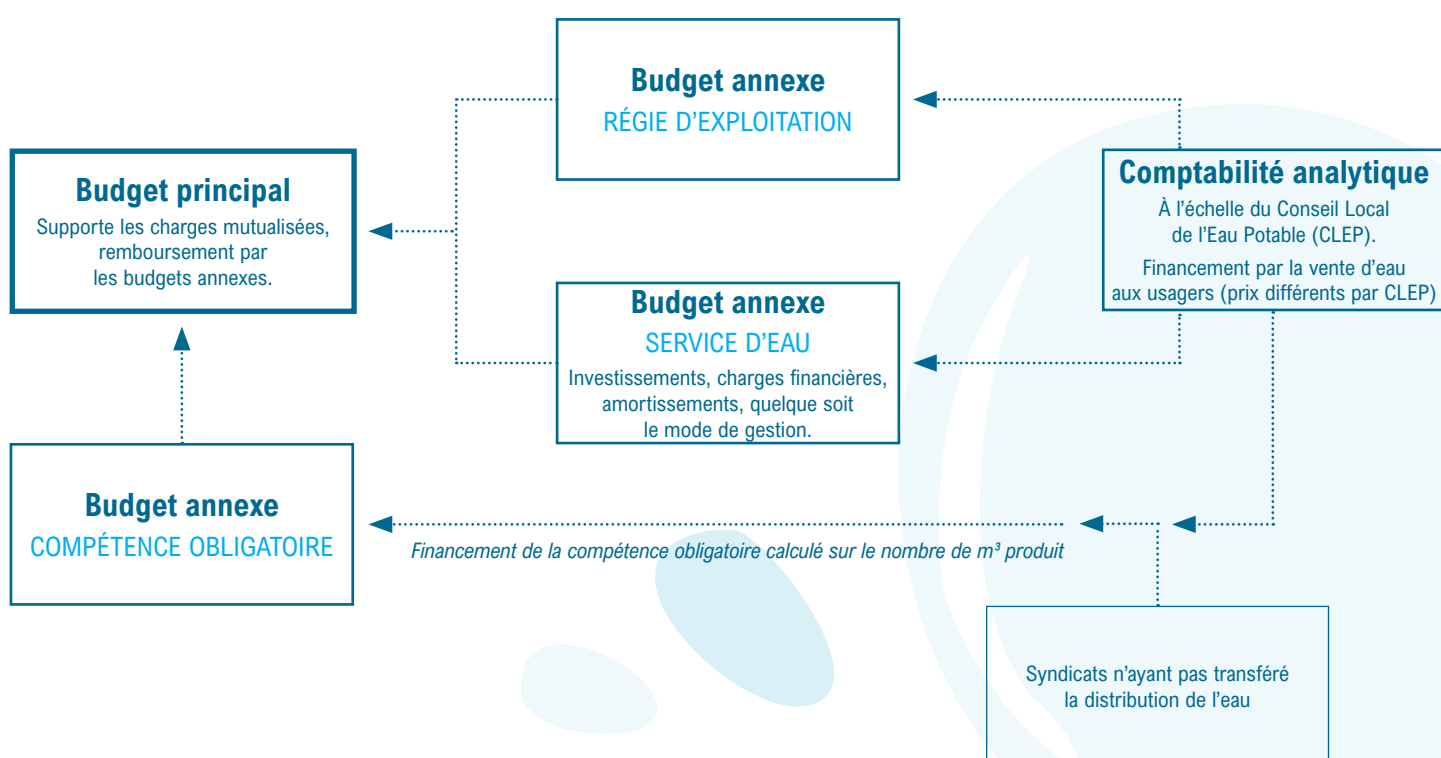 Budget annexe
RÉGIE D'EXPLOITATION
Budget principal
Supporte les charges mutualisées,
remboursement par
les budgets annexes.
Comptabilité analytique
À l'échelle du Conseil Local
de l'Eau Potable (CLEP).
Financement par la vente d'eau
aux usagers (prix différents par CLEP)
Budget annexe
SERVICE D'EAU
Investissements, charges financières,
amortissements, quelque soit
le mode de gestion.
Budget annexe
COMPÉTENCE OBLIGATOIRE
Financement de la compétence obligatoire calculé sur le nombre de m³ produit
Syndicats n'ayant pas transféré
la distribution de l'eau